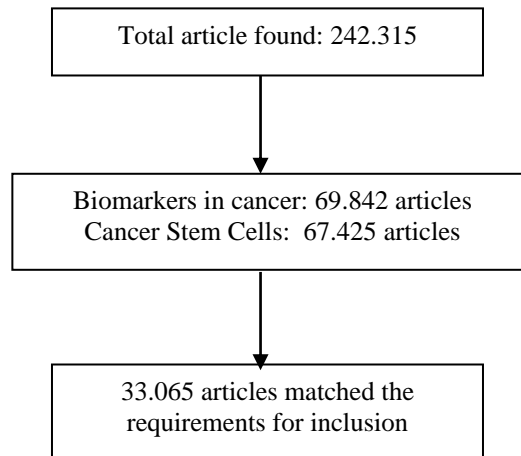 Total article found: 242.315
Biomarkers in cancer: 69.842 articles
Cancer Stem Cells:  67.425 articles
33.065 articles matched the
requirements for inclusion